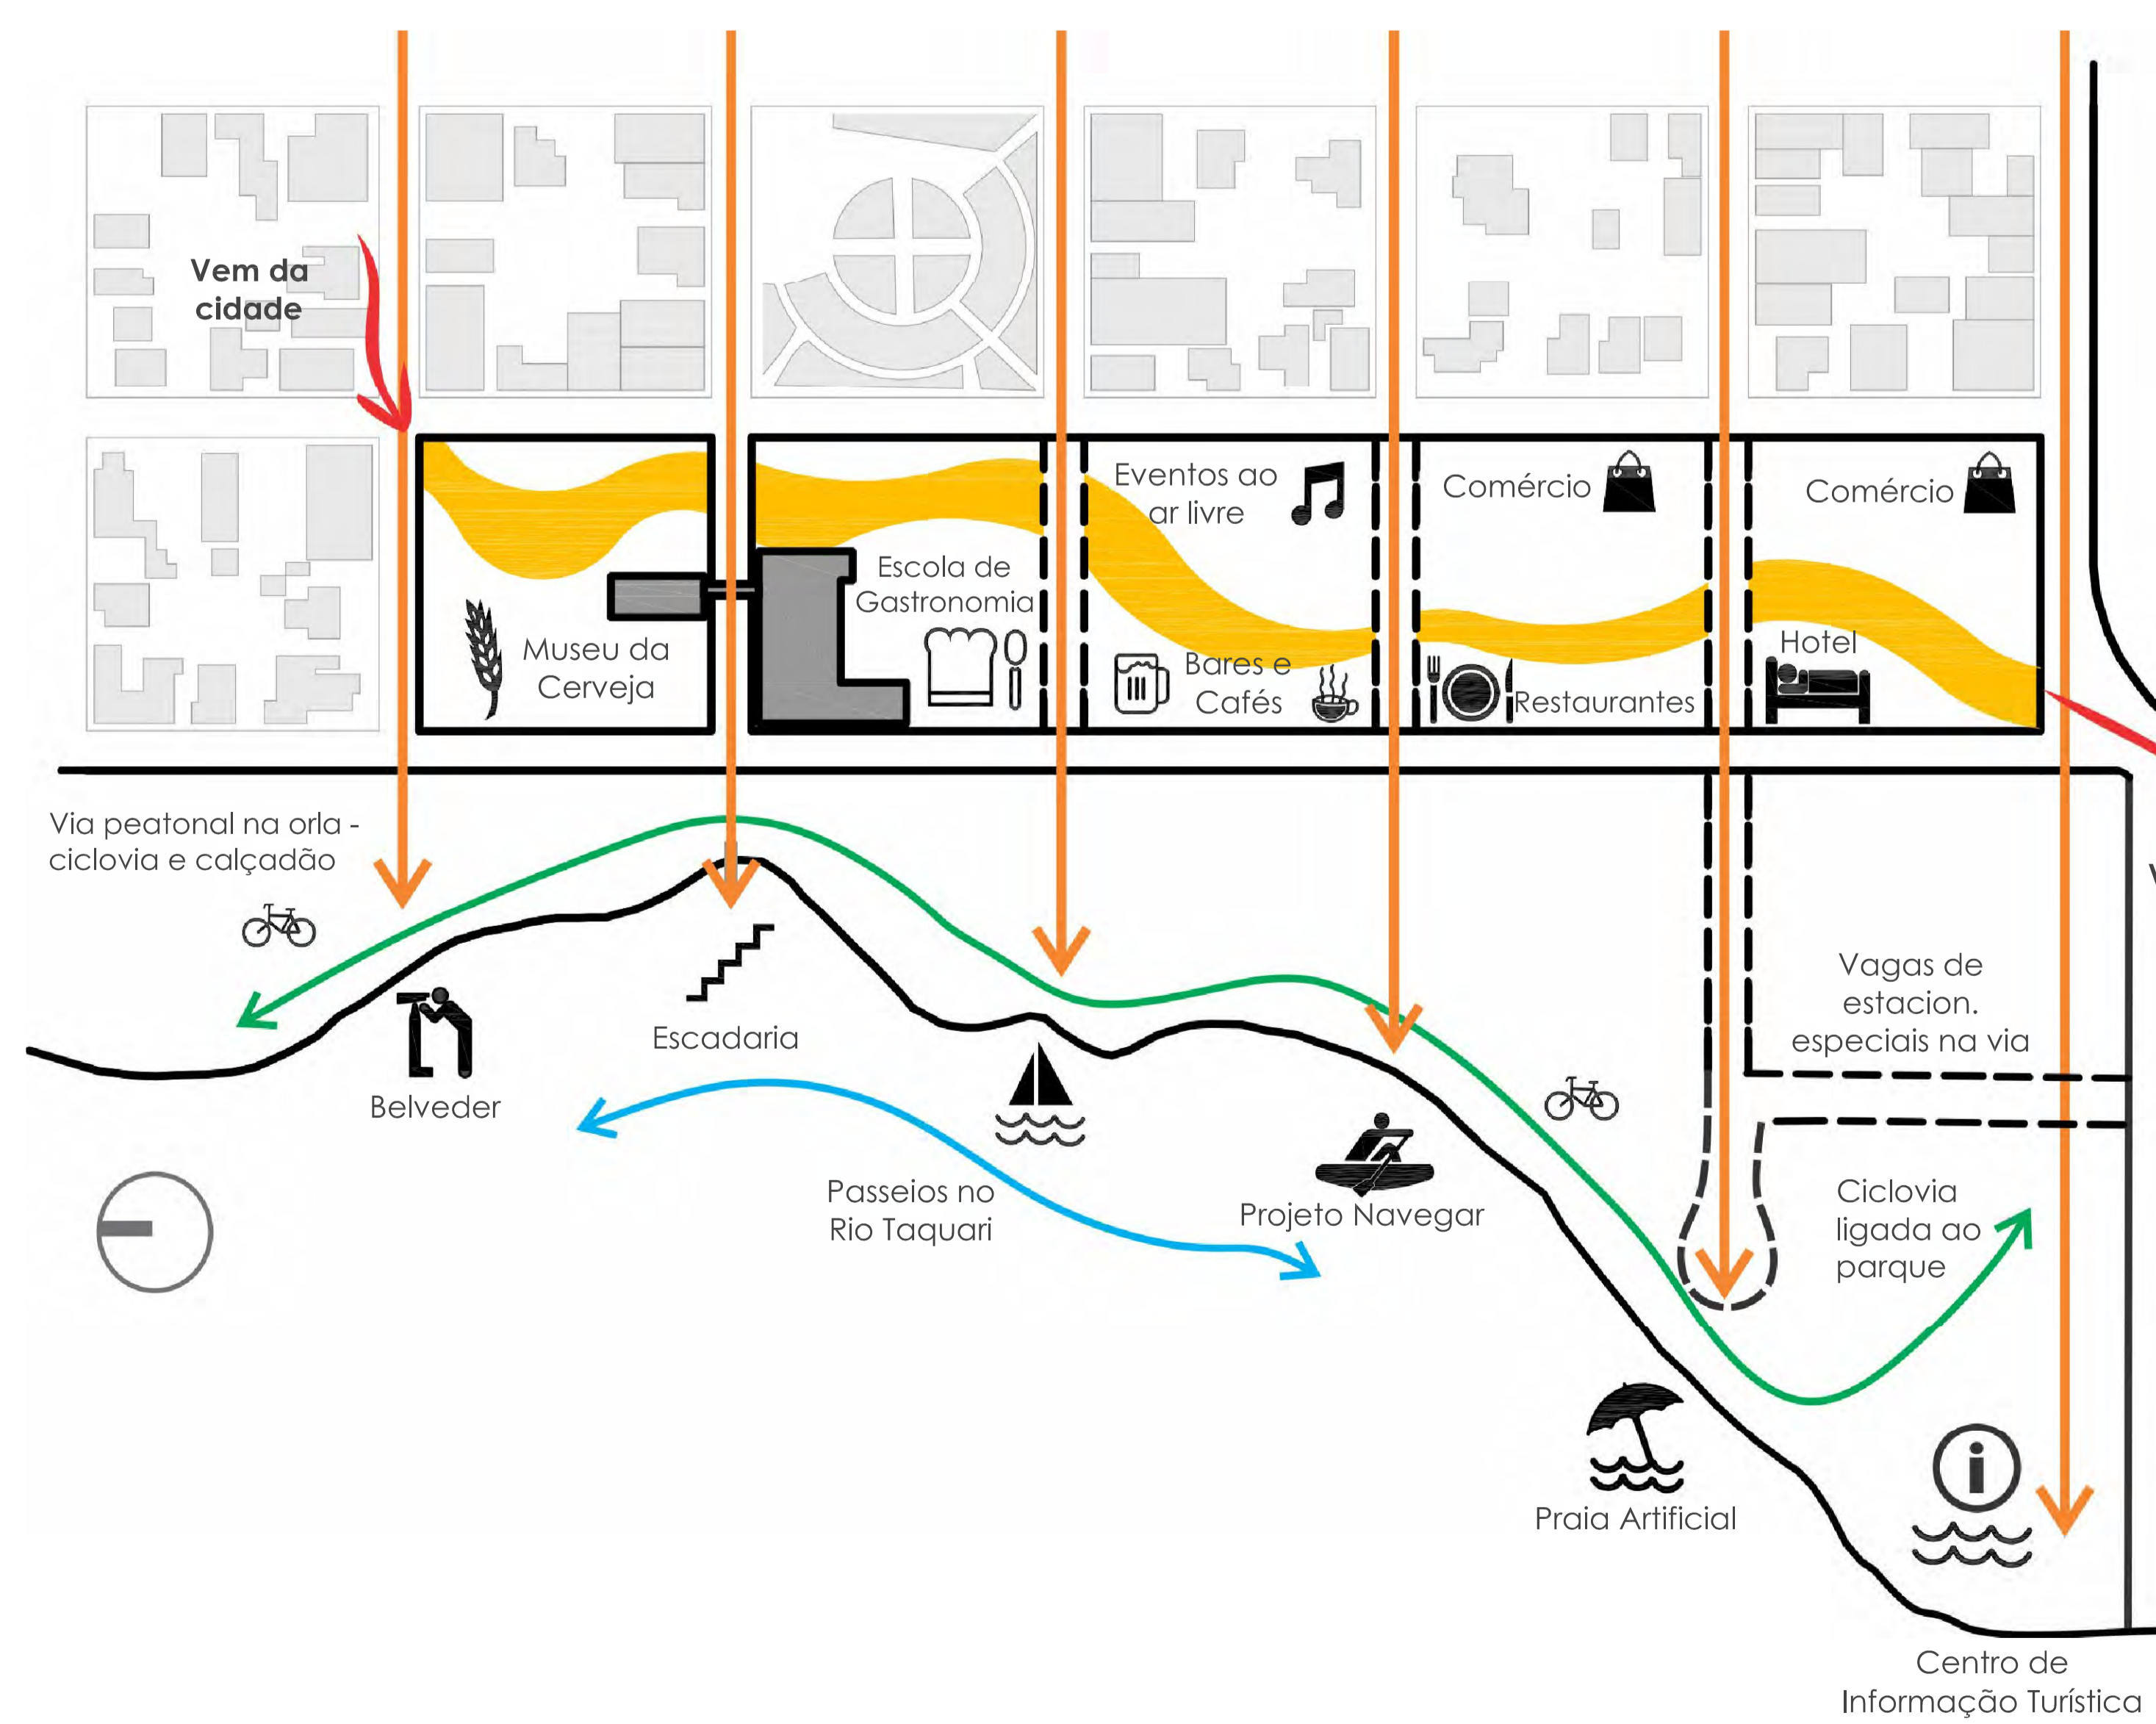 Vem da
cidade
Eventos ao
ar livre
Comércio
Comércio
Escola de
Gastronomia
Museu da
Cerveja
Bares e
Cafés
Restaurantes
Hotel
Via peatonal na orla -
ciclovia e calçadão
Vagas de
estacion.
especiais na via
Escadaria
Belveder
Passeios no
Rio Taquari
Projeto Navegar
Ciclovia
ligada ao
parque
Praia Artificial
i
Centro de
Informação Turística